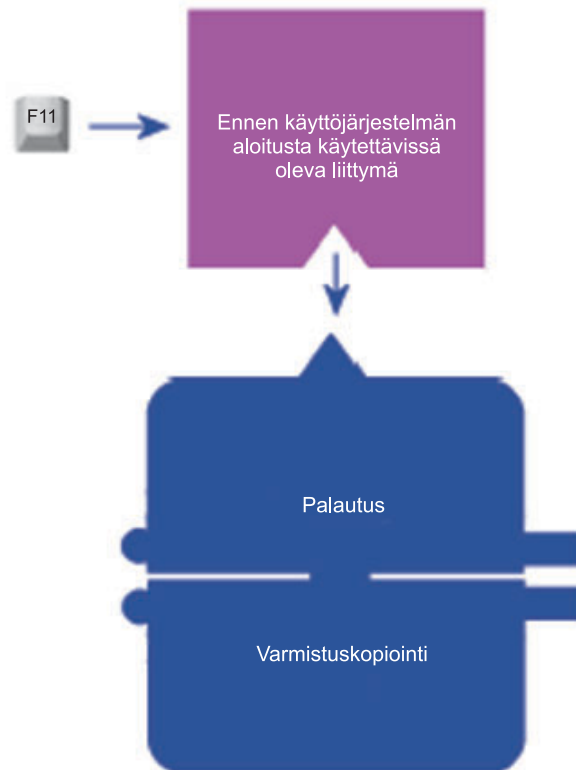 F11
Ennen käyttöjärjestelmän
aloitusta käytettävissä
oleva liittymä
Palautus
Varmistuskopiointi